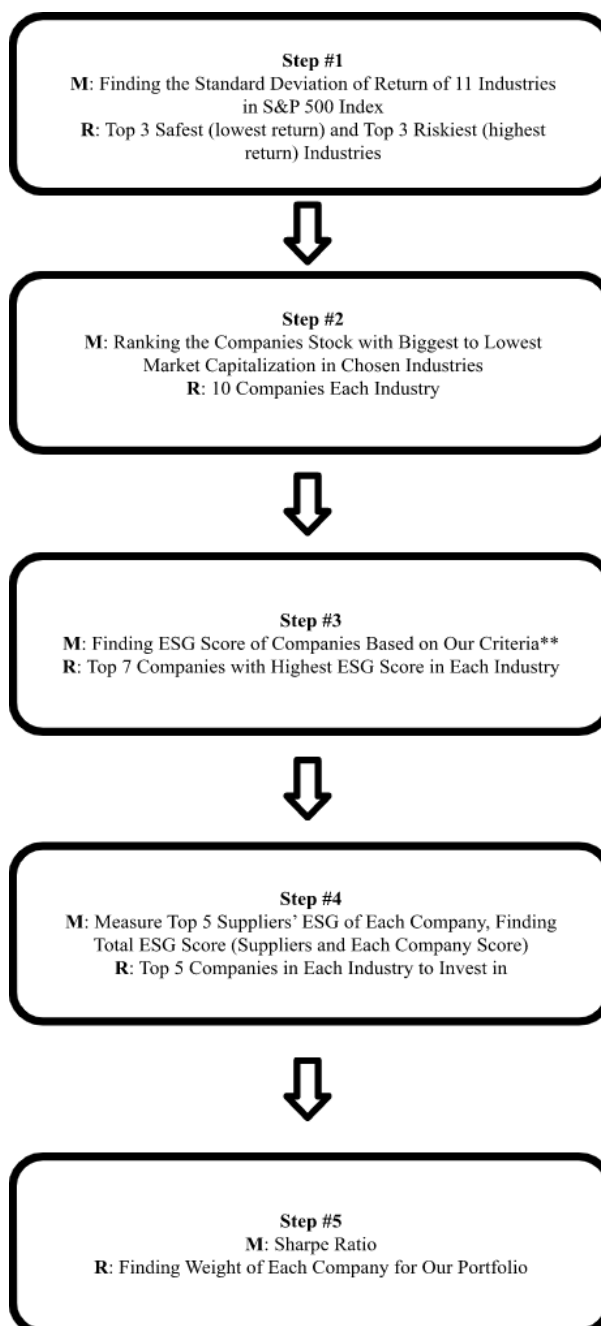 Step #1
M: Finding the Standard Deviation of Return of 11 Industries
in S&P 500 Index
R: Top 3 Safest (lowest return) and Top 3 Riskiest (highest
return) Industries
Step #2
M: Ranking the Companies Stock with Biggest to Lowest
Market Capitalization in Chosen Industries
R: 10 Companies Each Industry
Step #3
M: Finding ESG Score of Companies Based on Our Criteria**
R: Top 7 Companies with Highest ESG Score in Each Industry
Step #4
M: Measure Top 5 Suppliers’ ESG of Each Company, Finding
Total ESG Score (Suppliers and Each Company Score)
R: Top 5 Companies in Each Industry to Invest in
Step #5
M: Sharpe Ratio
R: Finding Weight of Each Company for Our Portfolio